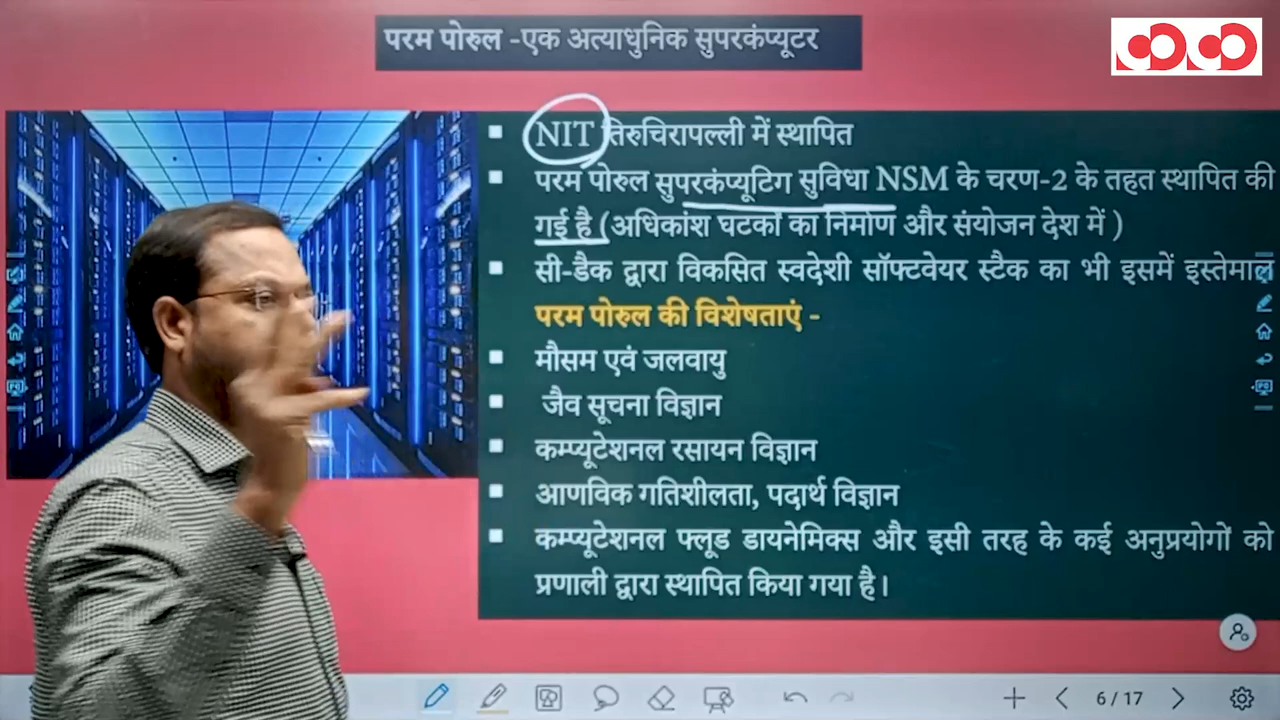 परम पोरुल -एक अत्याधुनिक सुपरकंप्यूटर
NIT तिरुचिरापल्ली में स्थापित
परम पोरुल सुपरकंप्यूटिग सुविधा NSM के चरण-2 के तहत स्थापित की
गई है (अधिकांश घटकों का निर्माण और संयोजन देश में )
सी-डैक द्वारा विकसित स्वदेशी सॉफ्टवेयर स्टैक का भी इसमें इस्तेमाल
परम पोरुल की विशेषताएं -
मौसम एवं जलवायु
जैव सूचना विज्ञान
कम्प्यूटेशनल रसायन विज्ञान
आणविक गतिशीलता, पदार्थ विज्ञान
कम्प्यूटेशनल फ्लूड डायनेमिक्स और इसी तरह के कई अनुप्रयोगों को
प्रणाली द्वारा स्थापित किया गया है।
6 / 17